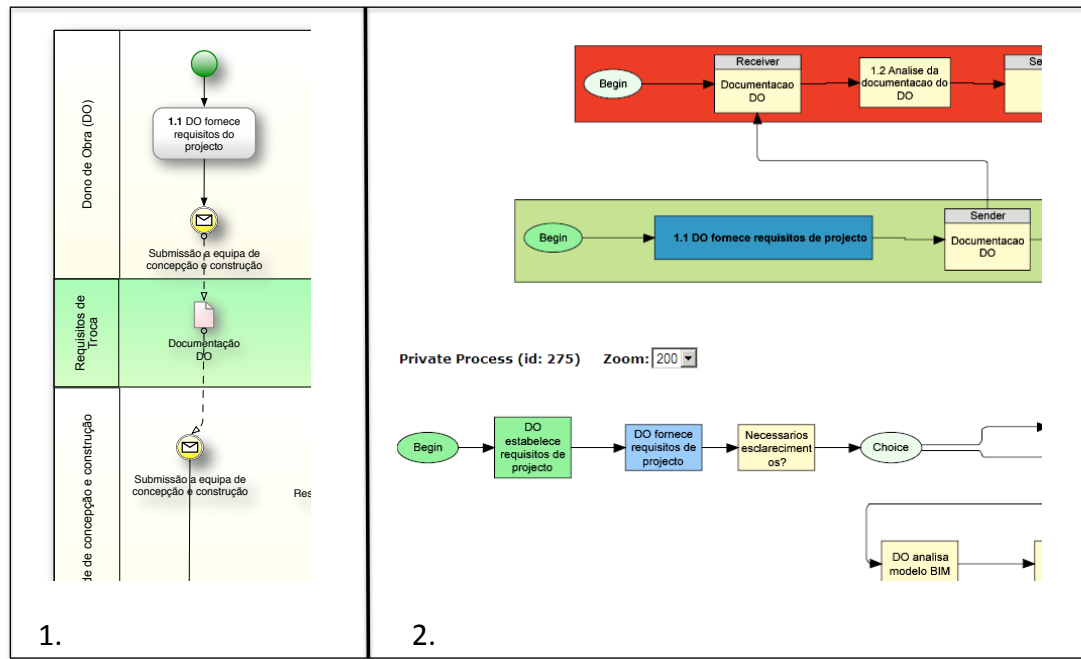 Dono de Obra (DO)
1.1 DO fornece
requisitos do
projecto
Submissão a equipa de
concepção e construção
Requisitos de
Troca
Documentação
DO
de de concepção e construção
Submissão a equipa de
concepção e construção
Res
1.
Begin
Receiver
Documentacao
DO
1.2 Analise da
documentacao do
DO
Se
Begin
1.1 DO fornece requisitos de projecto
Sender
Documentacao
DO
Private Process (id: 275)
Zoom: 200
Begin
DO
estabelece
requisitos de
projecto
DO fornece
requisitos de
projecto
Necessarios
esclareciment
os?
Choice
DO analisa
modelo BIM
2.